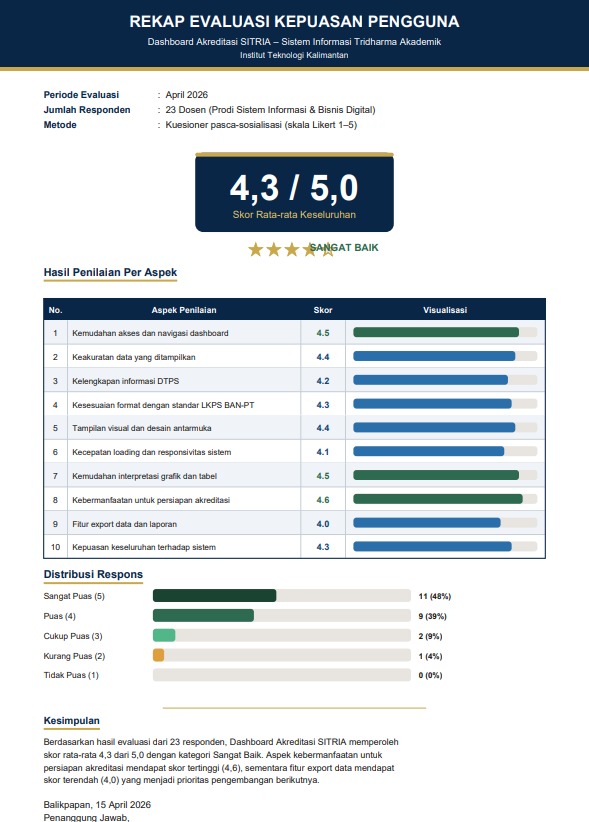 REKAP EVALUASI KEPUASAN PENGGUNA
Dashboard Akreditasi SITRIA – Sistem Informasi Tridharma Akademik
Institut Teknologi Kalimantan
Periode Evaluasi : April 2026
Jumlah Responden : 23 Dosen (Prodi Sistem Informasi & Bisnis Digital)
Metode : Kuesioner pasca-sosialisasi (skala Likert 1–5)
4,3 / 5,0
Skor Rata-rata Keseluruhan
★★★★☆ SANGAT BAIK
Hasil Penilaian Per Aspek
No. Aspek Penilaian Skor Visualisasi
1 Kemudahan akses dan navigasi dashboard 4.5
2 Keakuratan data yang ditampilkan 4.4
3 Kelengkapan informasi DTPS 4.2
4 Kesesuaian format dengan standar LKPS BAN-PT 4.3
5 Tampilan visual dan desain antarmuka 4.4
6 Kecepatan loading dan responsivitas sistem 4.1
7 Kemudahan interpretasi grafik dan tabel 4.5
8 Kebermanfaatan untuk persiapan akreditasi 4.6
9 Fitur export data dan laporan 4.0
10 Kepuasan keseluruhan terhadap sistem 4.3
Distribusi Respons
Sangat Puas (5) 11 (48%)
Puas (4) 9 (39%)
Cukup Puas (3) 2 (9%)
Kurang Puas (2) 1 (4%)
Tidak Puas (1) 0 (0%)
Kesimpulan
Berdasarkan hasil evaluasi dari 23 responden, Dashboard Akreditasi SITRIA memperoleh
skor rata-rata 4,3 dari 5,0 dengan kategori Sangat Baik. Aspek kebermanfaatan untuk
persiapan akreditasi mendapat skor tertinggi (4,6), sementara fitur export data mendapat
skor terendah (4,0) yang menjadi prioritas pengembangan berikutnya.
Balikpapan, 15 April 2026
Penanggung Jawab,